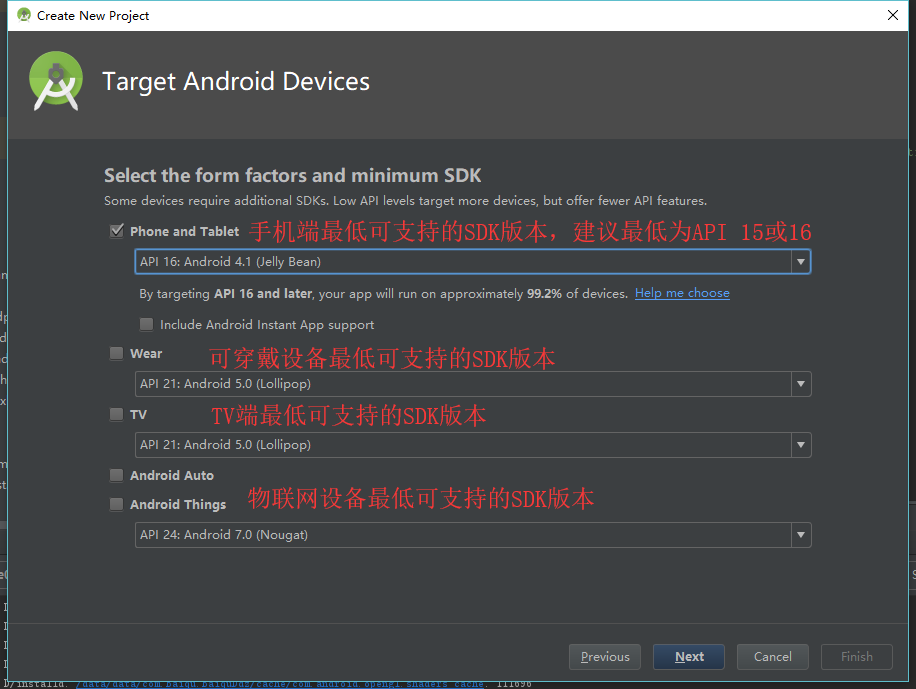 Create New Project
Target Android Devices
Select the form factors and minimum SDK
Some devices require additional SDKs. Low API levels target more devices, but offer fewer API features.
Phone and Tablet 手机端最低可支持的SDK版本，建议最低为API 15或16
API 16: Android 4.1 (Jelly Bean)
By targeting API 16 and later, your app will run on approximately 99.2% of devices. Help me choose
Include Android Instant App support
Wear 可穿戴设备最低可支持的SDK版本
API 21: Android 5.0 (Lollipop)
TV TV端最低可支持的SDK版本
API 21: Android 5.0 (Lollipop)
Android Auto
Android Things 物联网设备最低可支持的SDK版本
API 24: Android 7.0 (Nougat)
Previous Next Cancel Finish